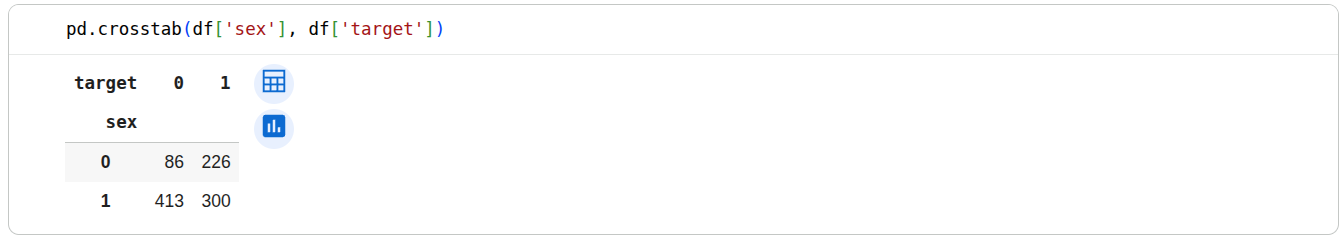 pd.crosstab(df['sex'], df['target'])
target 0 1
sex
0 86 226
1 413 300